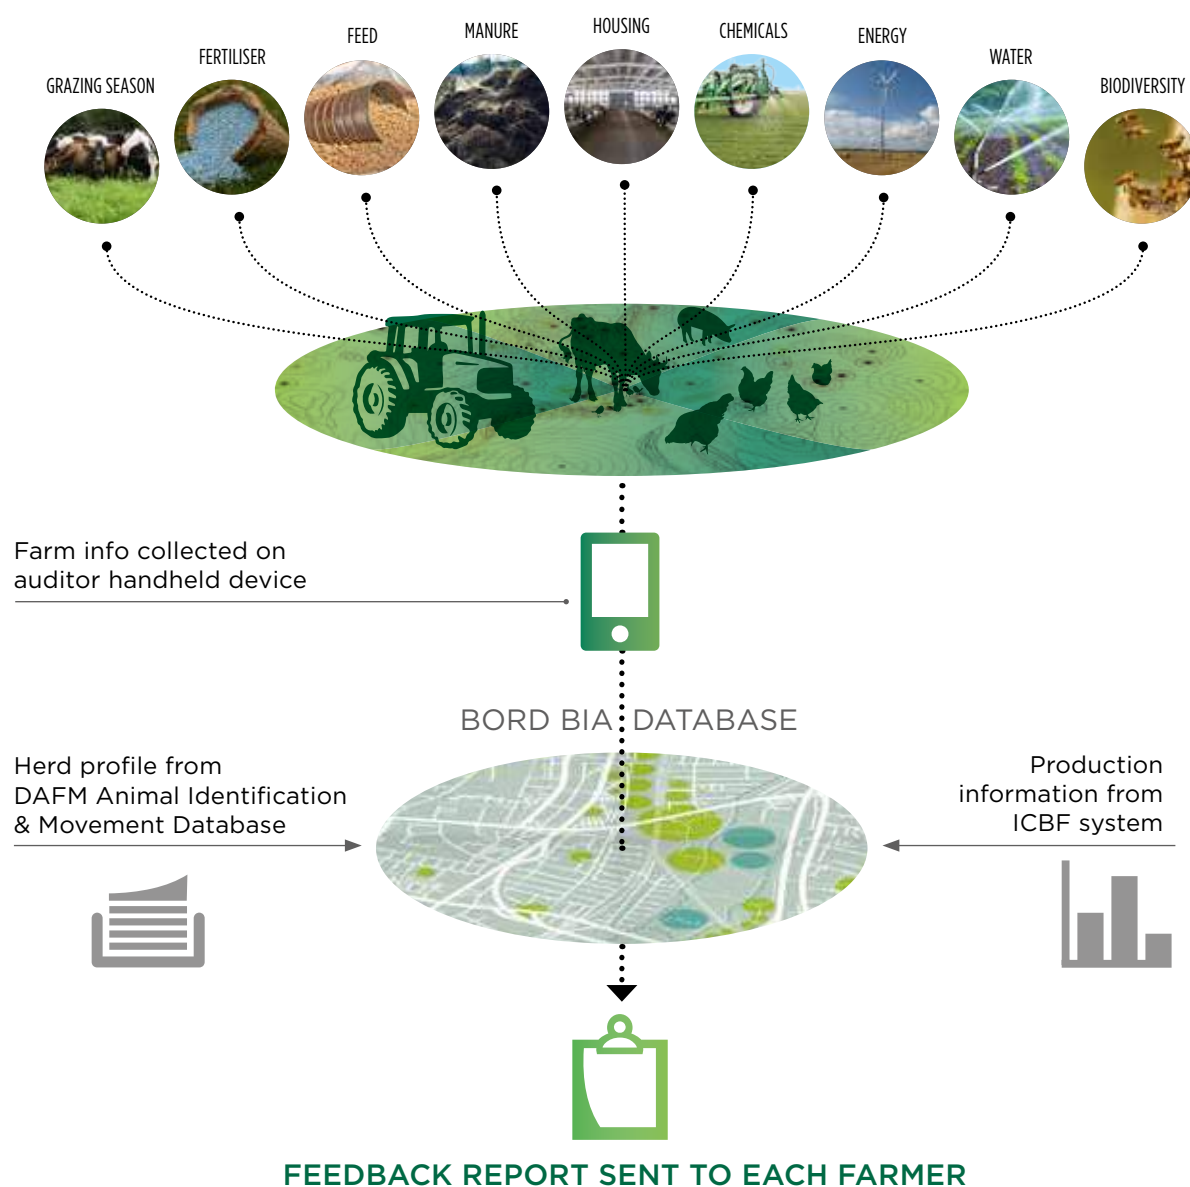 GRAZING SEASON
FERTILISER
FEED
MANURE
HOUSING
CHEMICALS
ENERGY
WATER
BIODIVERSITY
Farm info collected on
auditor handheld device
BORD BIA DATABASE
Herd profile from
DAFM Animal Identification
& Movement Database
Production
information from
ICBF system
FEEDBACK REPORT SENT TO EACH FARMER